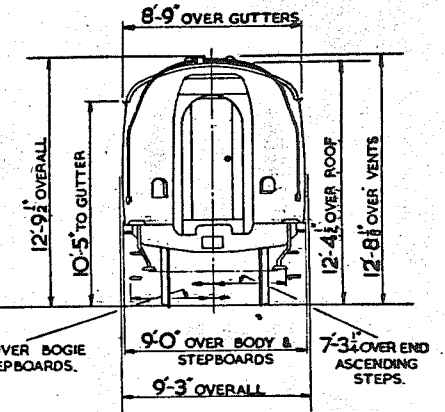 8'-9" OVER GUTTERS
12'-9½" OVERALL
10'-5" TO GUTTER
12'-4½" OVER ROOF
12'-8⅛" OVER VENTS
OVER BOGIE
STEPBOARDS.
9'-0" OVER BODY &
STEPBOARDS
7'-3¼" OVER END
ASCENDING
STEPS.
9'-3" OVERALL